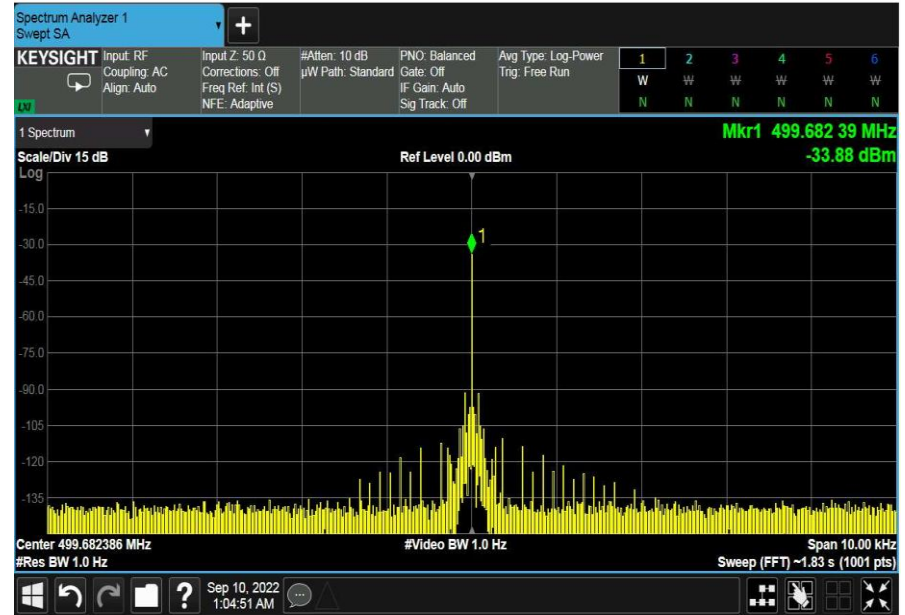 Spectrum Analyzer 1
Swept SA
+
KEYSIGHT
LXI
Input: RF
Coupling: AC
Align: Auto
Input Z: 50 Ω
Corrections: Off
Freq Ref: Int (S)
NFE: Adaptive
#Atten: 10 dB
µW Path: Standard
PNO: Balanced
Gate: Off
IF Gain: Auto
Sig Track: Off
Avg Type: Log-Power
Trig: Free Run
1 2 3 4 5 6
W W W W W W
N N N N N N
1 Spectrum
Mkr1 499.682 39 MHz
Scale/Div 15 dB
Ref Level 0.00 dBm
-33.88 dBm
Log
1
-15.0
-30.0
-45.0
-60.0
-75.0
-90.0
-105
-120
-135
Center 499.682386 MHz
#Video BW 1.0 Hz
Span 10.00 kHz
#Res BW 1.0 Hz
Sweep (FFT) ~1.83 s (1001 pts)
?
Sep 10, 2022
1:04:51 AM